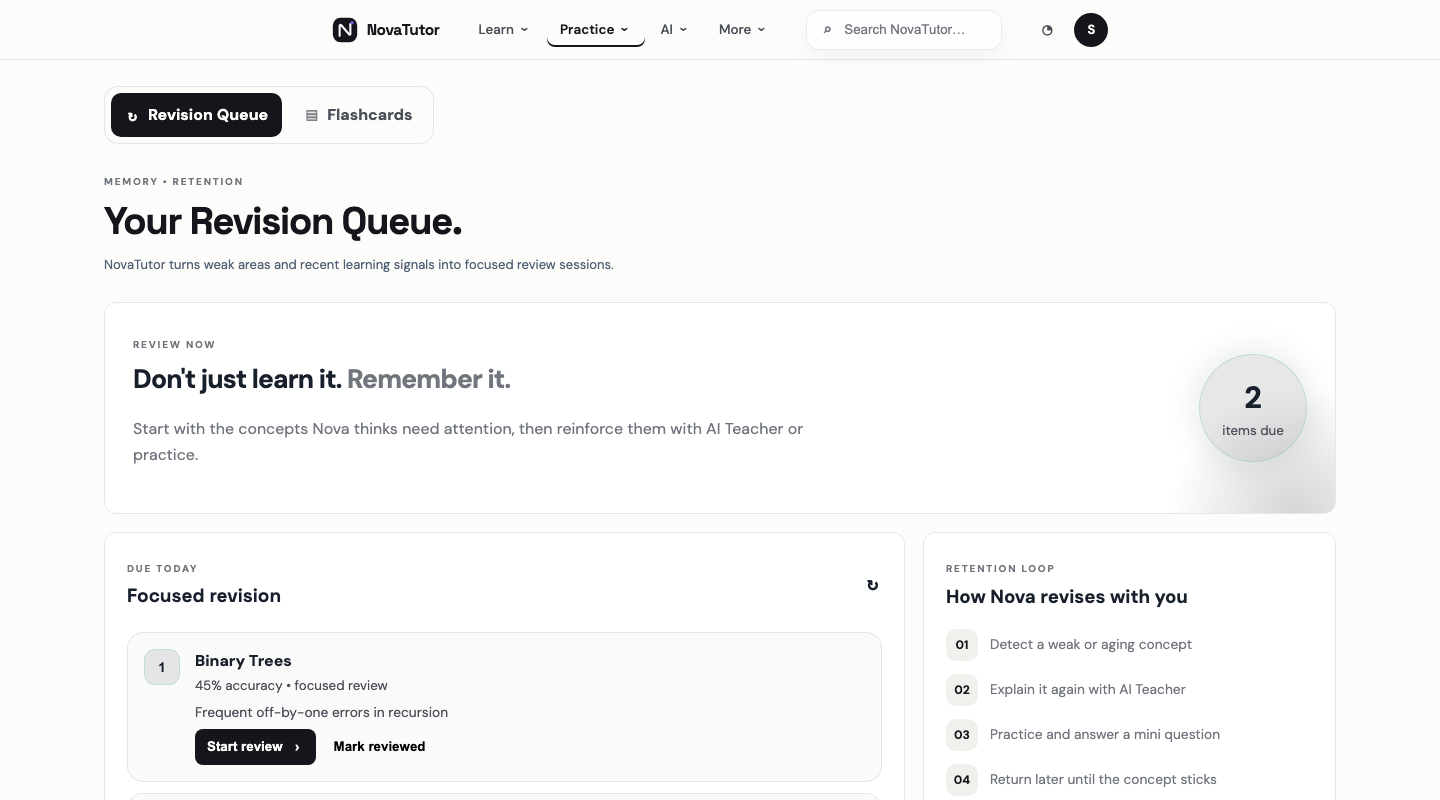 NovaTutor
Learn
Practice
AI
More
Search NovaTutor…
S
Revision Queue
Flashcards
MEMORY • RETENTION
Your Revision Queue.
NovaTutor turns weak areas and recent learning signals into focused review sessions.
REVIEW NOW
Don't just learn it. Remember it.
Start with the concepts Nova thinks need attention, then reinforce them with AI Teacher or
practice.
2
items due
DUE TODAY
Focused revision
1
Binary Trees
45% accuracy • focused review
Frequent off-by-one errors in recursion
Start review ›
Mark reviewed
RETENTION LOOP
How Nova revises with you
01 Detect a weak or aging concept
02 Explain it again with AI Teacher
03 Practice and answer a mini question
04 Return later until the concept sticks